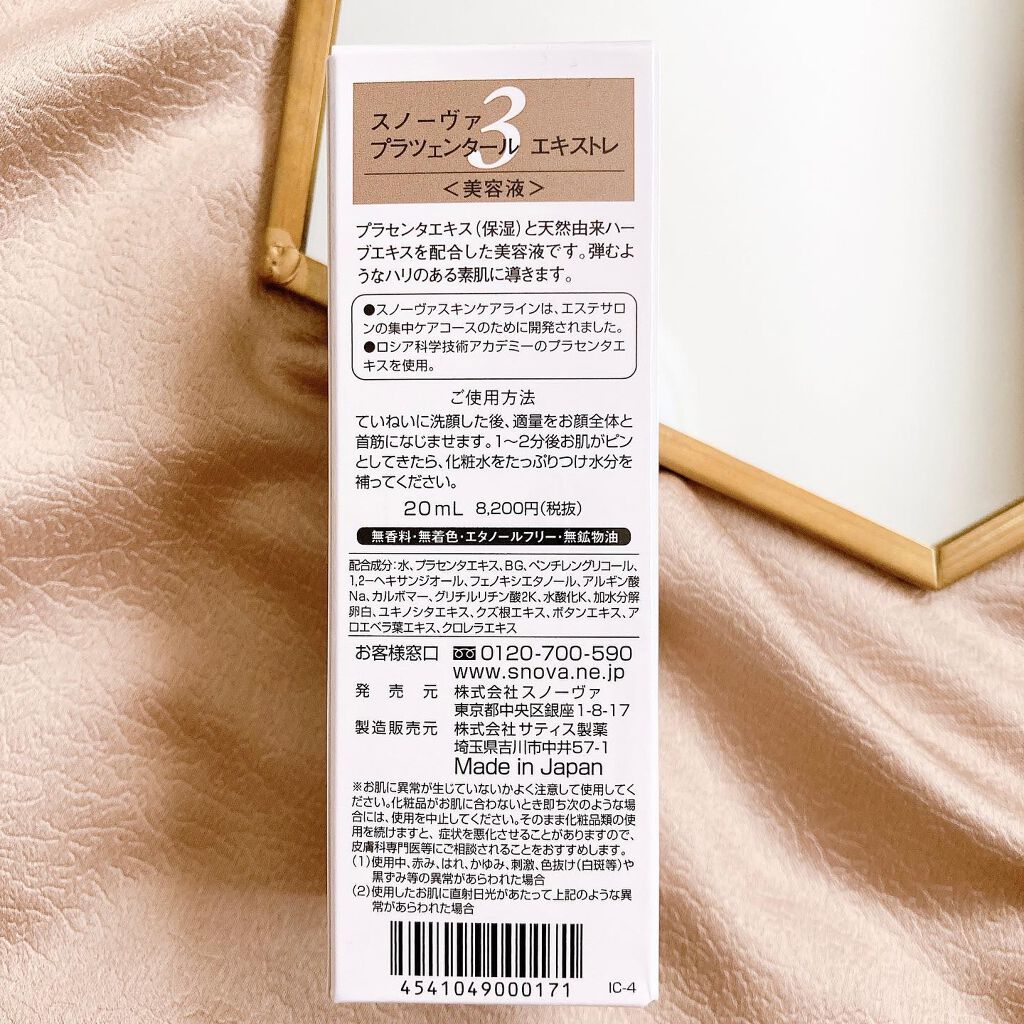 3
スノーヴァ
プラツェンタール エキストレ
＜美容液＞
プラセンタエキス(保湿)と天然由来ハー
ブエキスを配合した美容液です。弾むよ
うなハリのある素肌に導きます。
●スノーヴァスキンケアラインは、エステサロ
ンの集中ケアコースのために開発されました。
●ロシア科学技術アカデミーのプラセンタエ
キスを使用。
ご使用方法
ていねいに洗顔した後、適量をお顔全体と
首筋になじませます。1〜2分後お肌がピン
としてきたら、化粧水をたっぷりつけ水分を
補ってください。
20mL 8,200円(税抜)
無香料・無着色・エタノールフリー・無鉱物油
配合成分:水、プラセンタエキス、BG、ペンチレングリコール、
1,2-ヘキサンジオール、フェノキシエタノール、アルギン酸
Na、カルボマー、グリチルリチン酸2K、水酸化K、加水分解
卵白、ユキノシタエキス、クズ根エキス、ボタンエキス、ア
ロエベラ葉エキス、クロレラエキス
お客様窓口 0120-700-590
www.snova.ne.jp
発売元 株式会社スノーヴァ
東京都中央区銀座1-8-17
製造販売元 株式会社サティス製薬
埼玉県吉川市中井57-1
Made in Japan
※お肌に異常が生じていないかよく注意して使用してく
ださい。化粧品がお肌に合わないとき即ち次のような場
合には、使用を中止してください。そのまま化粧品類の使
用を続けますと、症状を悪化させることがありますので、
皮膚科専門医等にご相談されることをおすすめします。
(1)使用中、赤み、はれ、かゆみ、刺激、色抜け(白斑等)や
黒ずみ等の異常があらわれた場合
(2)使用したお肌に直射日光があたって上記のような異
常があらわれた場合
4541049000171
IC-4